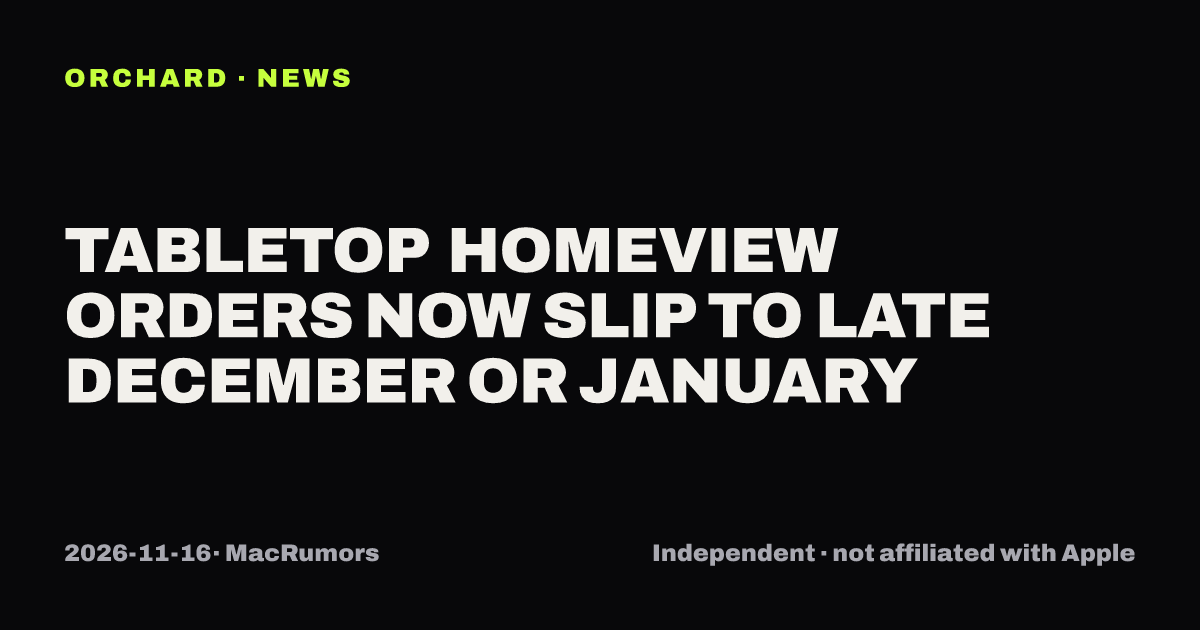 ORCHARD · NEWS
TABLETOP HOMEVIEW
ORDERS NOW SLIP TO LATE
DECEMBER OR JANUARY
2026-11-16· MacRumors
Independent · not affiliated with Apple